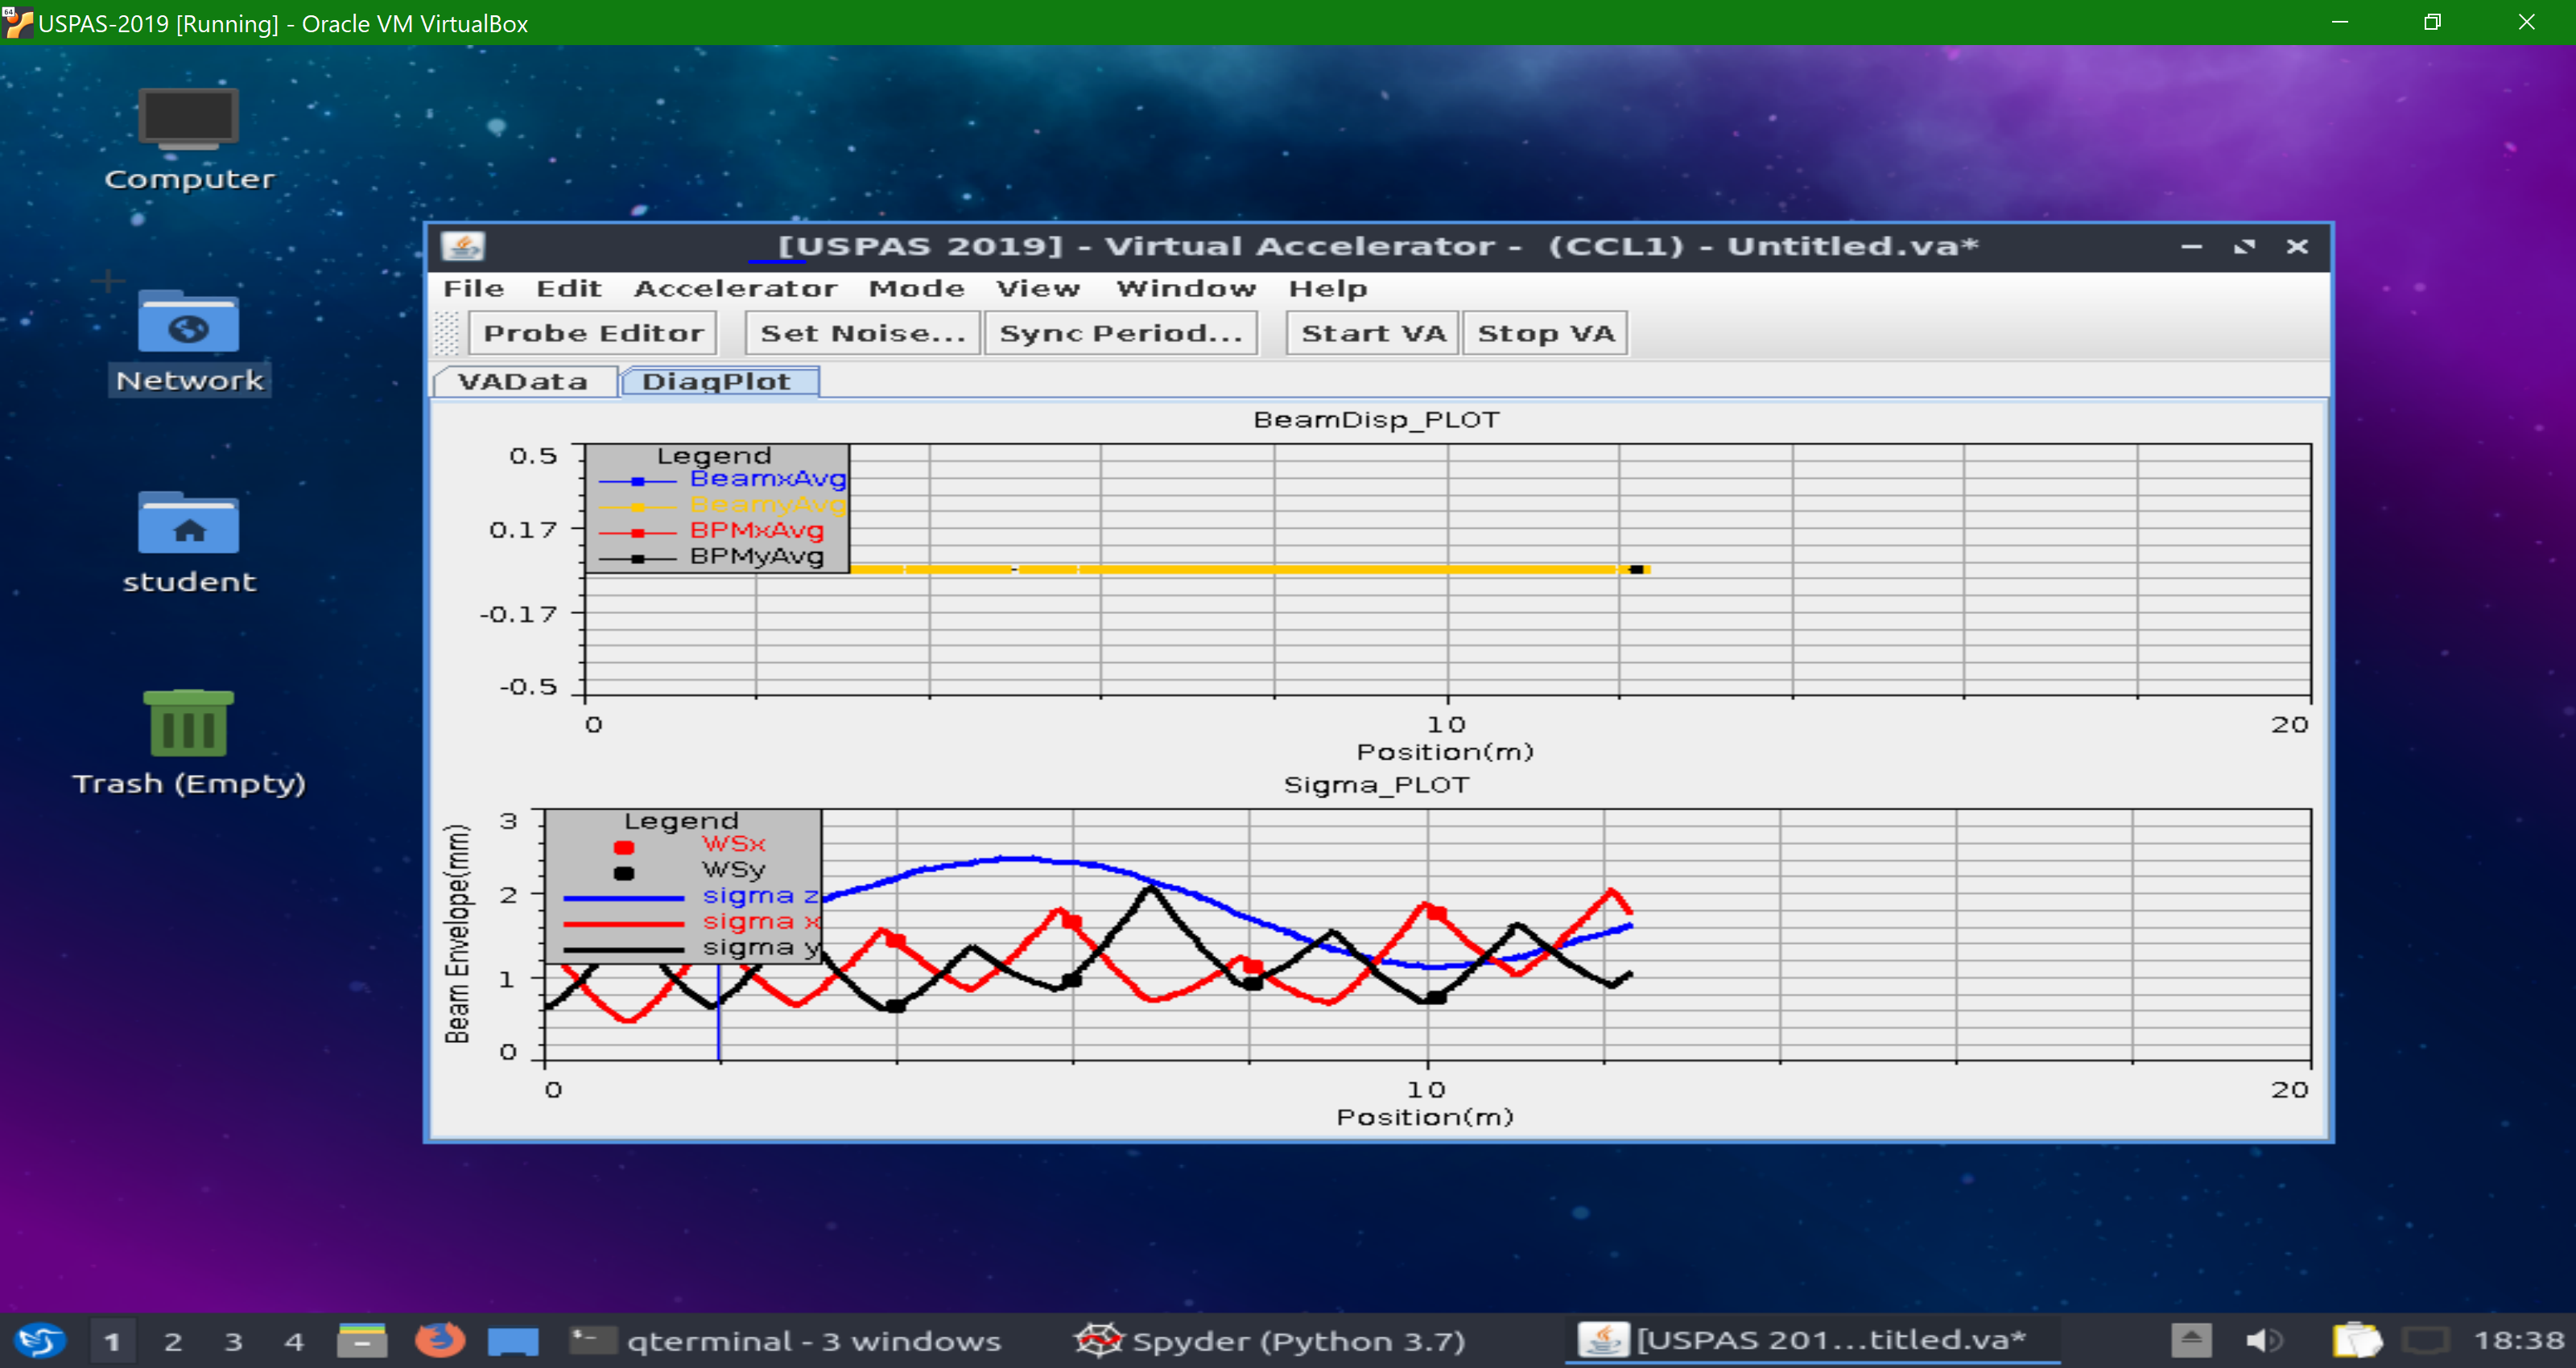 USPAS-2019 [Running] - Oracle VM VirtualBox
Computer
Network
student
Trash (Empty)
[USPAS 2019] - Virtual Accelerator - (CCL1) - Untitled.va*
File Edit Accelerator Mode View Window Help
Probe Editor Set Noise... Sync Period... Start VA Stop VA
VAData DiagPlot
BeamDisp_PLOT
Legend
BeamxAvg
BeamyAvg
BPMxAvg
BPMyAvg
0.5
0.17
-0.17
-0.5
0 10 20
Position(m)
Sigma_PLOT
Legend
WSx
WSy
sigma z
sigma x
sigma y
Beam Envelope(mm)
3
2
1
0
0 10 20
Position(m)
1 2 3 4 qterminal - 3 windows Spyder (Python 3.7) [USPAS 201...titled.va* 18:38